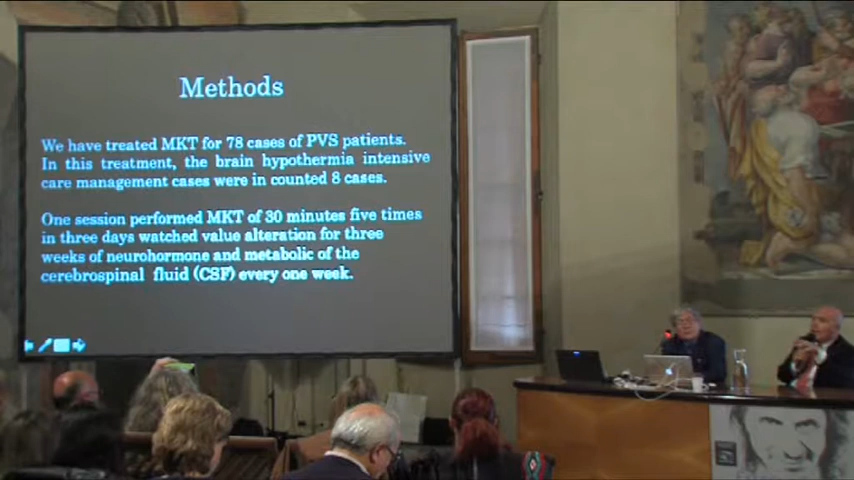 Methods
We have treated MKT for 78 cases of PVS patients.
In this treatment, the brain hypothermia intensive
care management cases were in counted 8 cases.
One session performed MKT of 30 minutes five times
in three days watched value alteration for three
weeks of neurohormone and metabolic of the
cerebrospinal fluid (CSF) every one week.